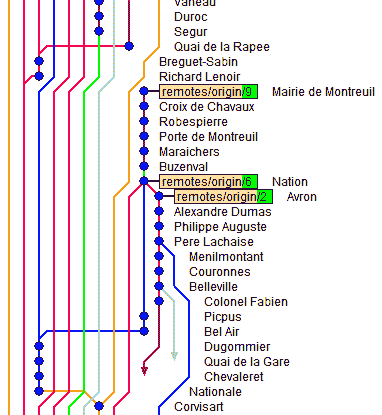 Vaneau
Duroc
Segur
Quai de la Rapee
Breguet-Sabin
Richard Lenoir
remotes/origin/9 Mairie de Montreuil
Croix de Chavaux
Robespierre
Porte de Montreuil
Maraichers
Buzenval
remotes/origin/6 Nation
remotes/origin/2 Avron
Alexandre Dumas
Philippe Auguste
Pere Lachaise
Menilmontant
Couronnes
Belleville
Colonel Fabien
Picpus
Bel Air
Dugommier
Quai de la Gare
Chevaleret
Nationale
Corvisart